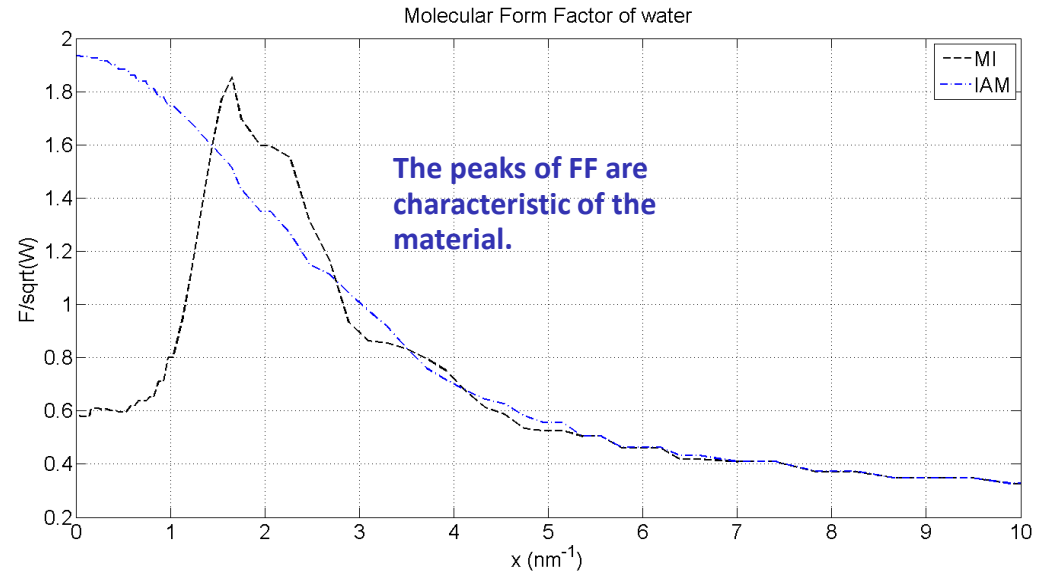 Molecular Form Factor of water
2
1.8
1.6
1.4
1.2
1
0.8
0.6
0.4
0.2
F/sqrt(W)
MI
IAM
The peaks of FF are
characteristic of the
material.
0 1 2 3 4 5 6 7 8 9 10
x (nm⁻¹)